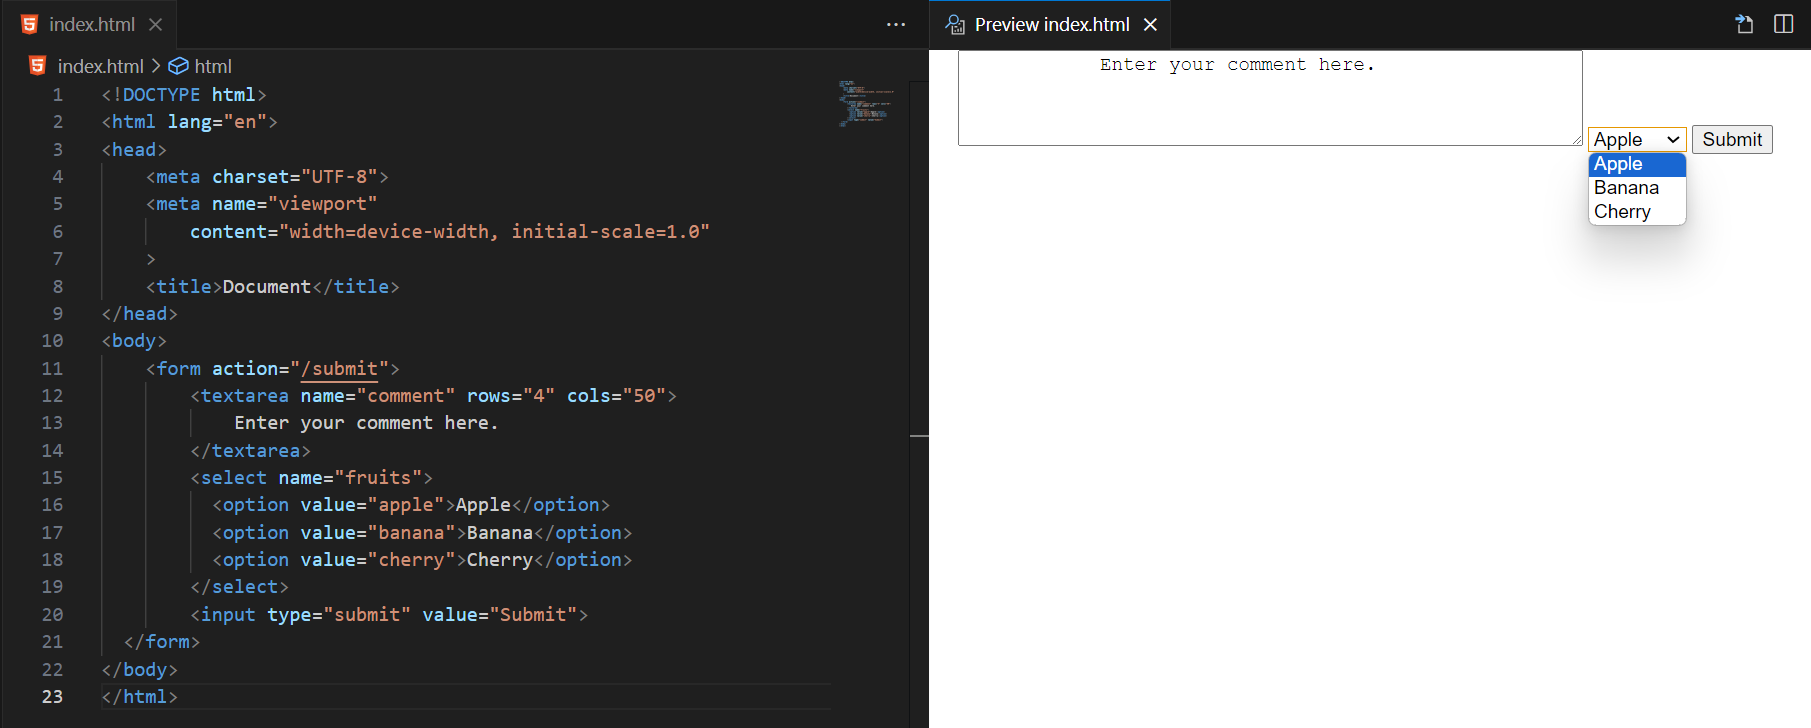 index.html
index.html > html
1 <!DOCTYPE html>
2 <html lang="en">
3 <head>
4 <meta charset="UTF-8">
5 <meta name="viewport"
6 content="width=device-width, initial-scale=1.0"
7 >
8 <title>Document</title>
9 </head>
10 <body>
11 <form action="/submit">
12 <textarea name="comment" rows="4" cols="50">
13 Enter your comment here.
14 </textarea>
15 <select name="fruits">
16 <option value="apple">Apple</option>
17 <option value="banana">Banana</option>
18 <option value="cherry">Cherry</option>
19 </select>
20 <input type="submit" value="Submit">
21 </form>
22 </body>
23 </html>
Preview index.html
Enter your comment here.
Apple Submit
Apple
Banana
Cherry